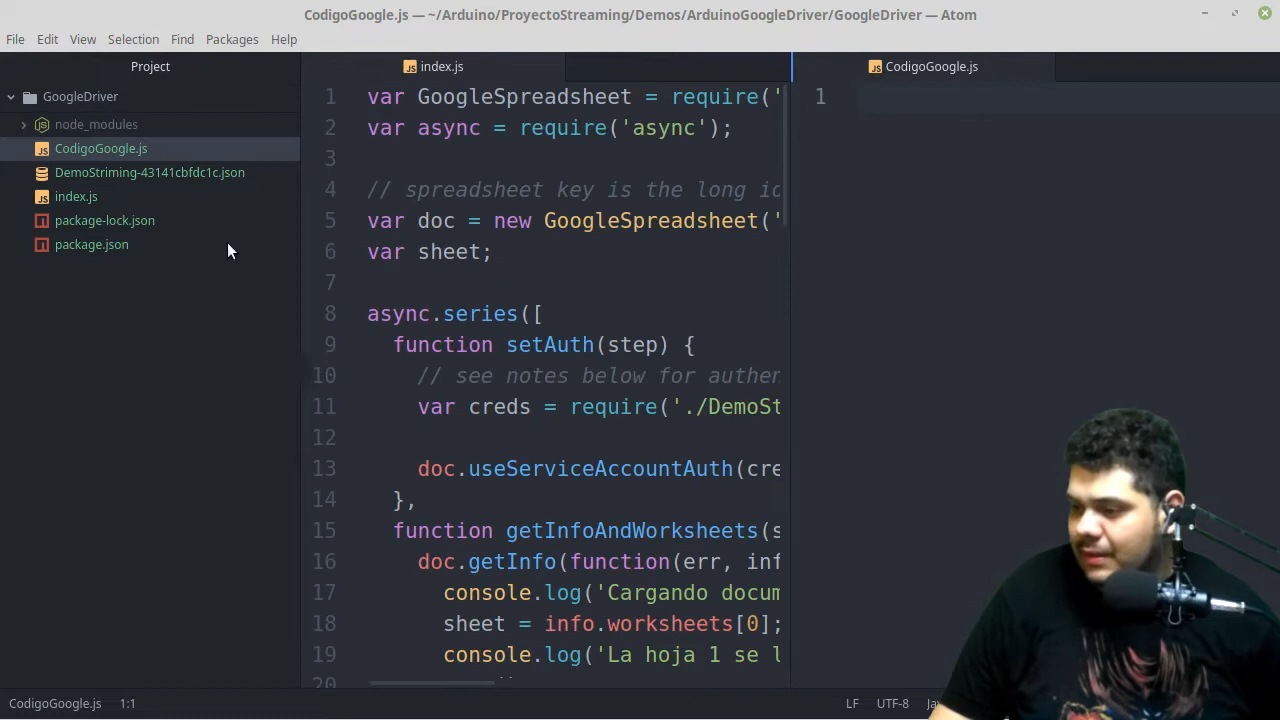 CodigoGoogle.js — ~/Arduino/ProyectoStreaming/Demos/ArduinoGoogleDriver/GoogleDriver — Atom
File Edit View Selection Find Packages Help
Project
GoogleDriver
node_modules
CodigoGoogle.js
DemoStriming-43141cbfdc1c.json
index.js
package-lock.json
package.json
index.js
1 var GoogleSpreadsheet = require('
2 var async = require('async');
3
4 // spreadsheet key is the long id
5 var doc = new GoogleSpreadsheet('
6 var sheet;
7
8 async.series([
9 function setAuth(step) {
10 // see notes below for authen
11 var creds = require('./DemoSt
12
13 doc.useServiceAccountAuth(cre
14 },
15 function getInfoAndWorksheets(s
16 doc.getInfo(function(err, inf
17 console.log('Cargando docum
18 sheet = info.worksheets[0];
19 console.log('La hoja 1 se l
20
CodigoGoogle.js
1
CodigoGoogle.js 1:1 LF UTF-8